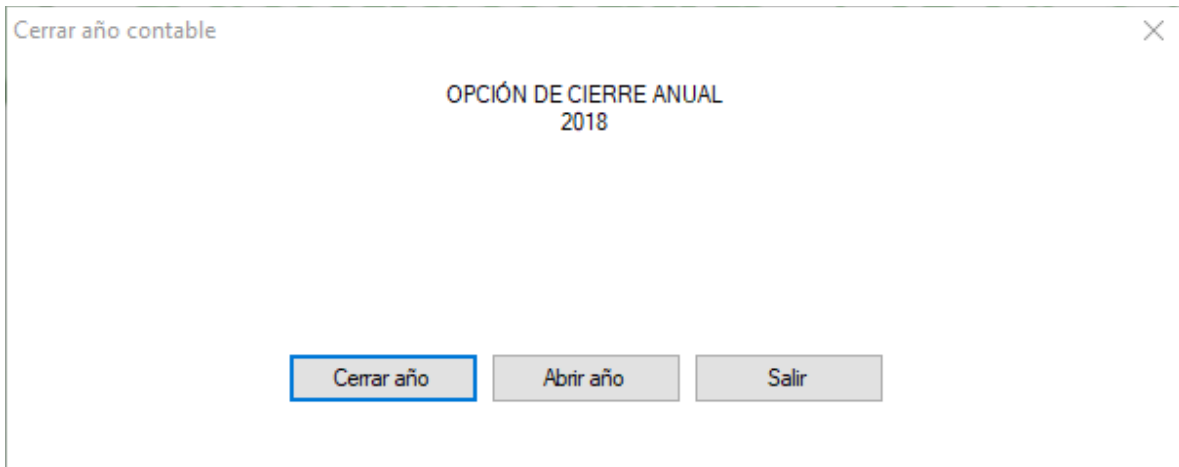 Cerrar año contable
OPCIÓN DE CIERRE ANUAL
2018
Cerrar año
Abrir año
Salir